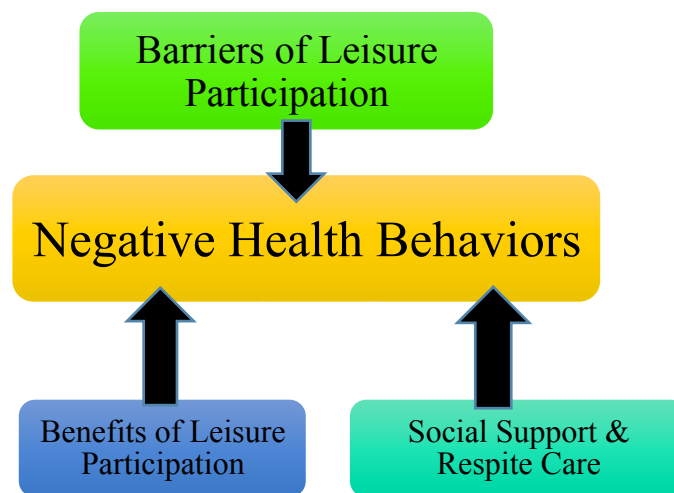 Barriers of Leisure
Participation
Negative Health Behaviors
Benefits of Leisure
Participation
Social Support &
Respite Care